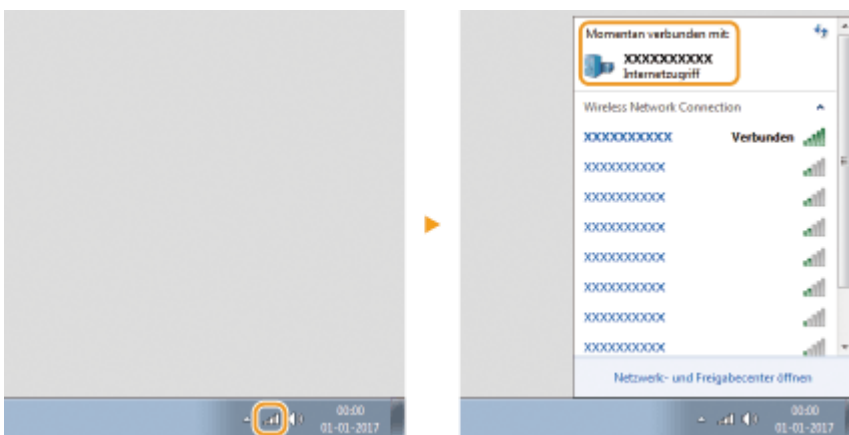 00:00
01-01-2017
Momentan verbunden mit:
XXXXXXXXXX
Internetzugriff
Wireless Network Connection
XXXXXXXXXX Verbunden
XXXXXXXXXX
XXXXXXXXXX
XXXXXXXXXX
XXXXXXXXXX
XXXXXXXXXX
XXXXXXXXXX
XXXXXXXXXX
Netzwerk- und Freigabecenter öffnen
00:00
01-01-2017